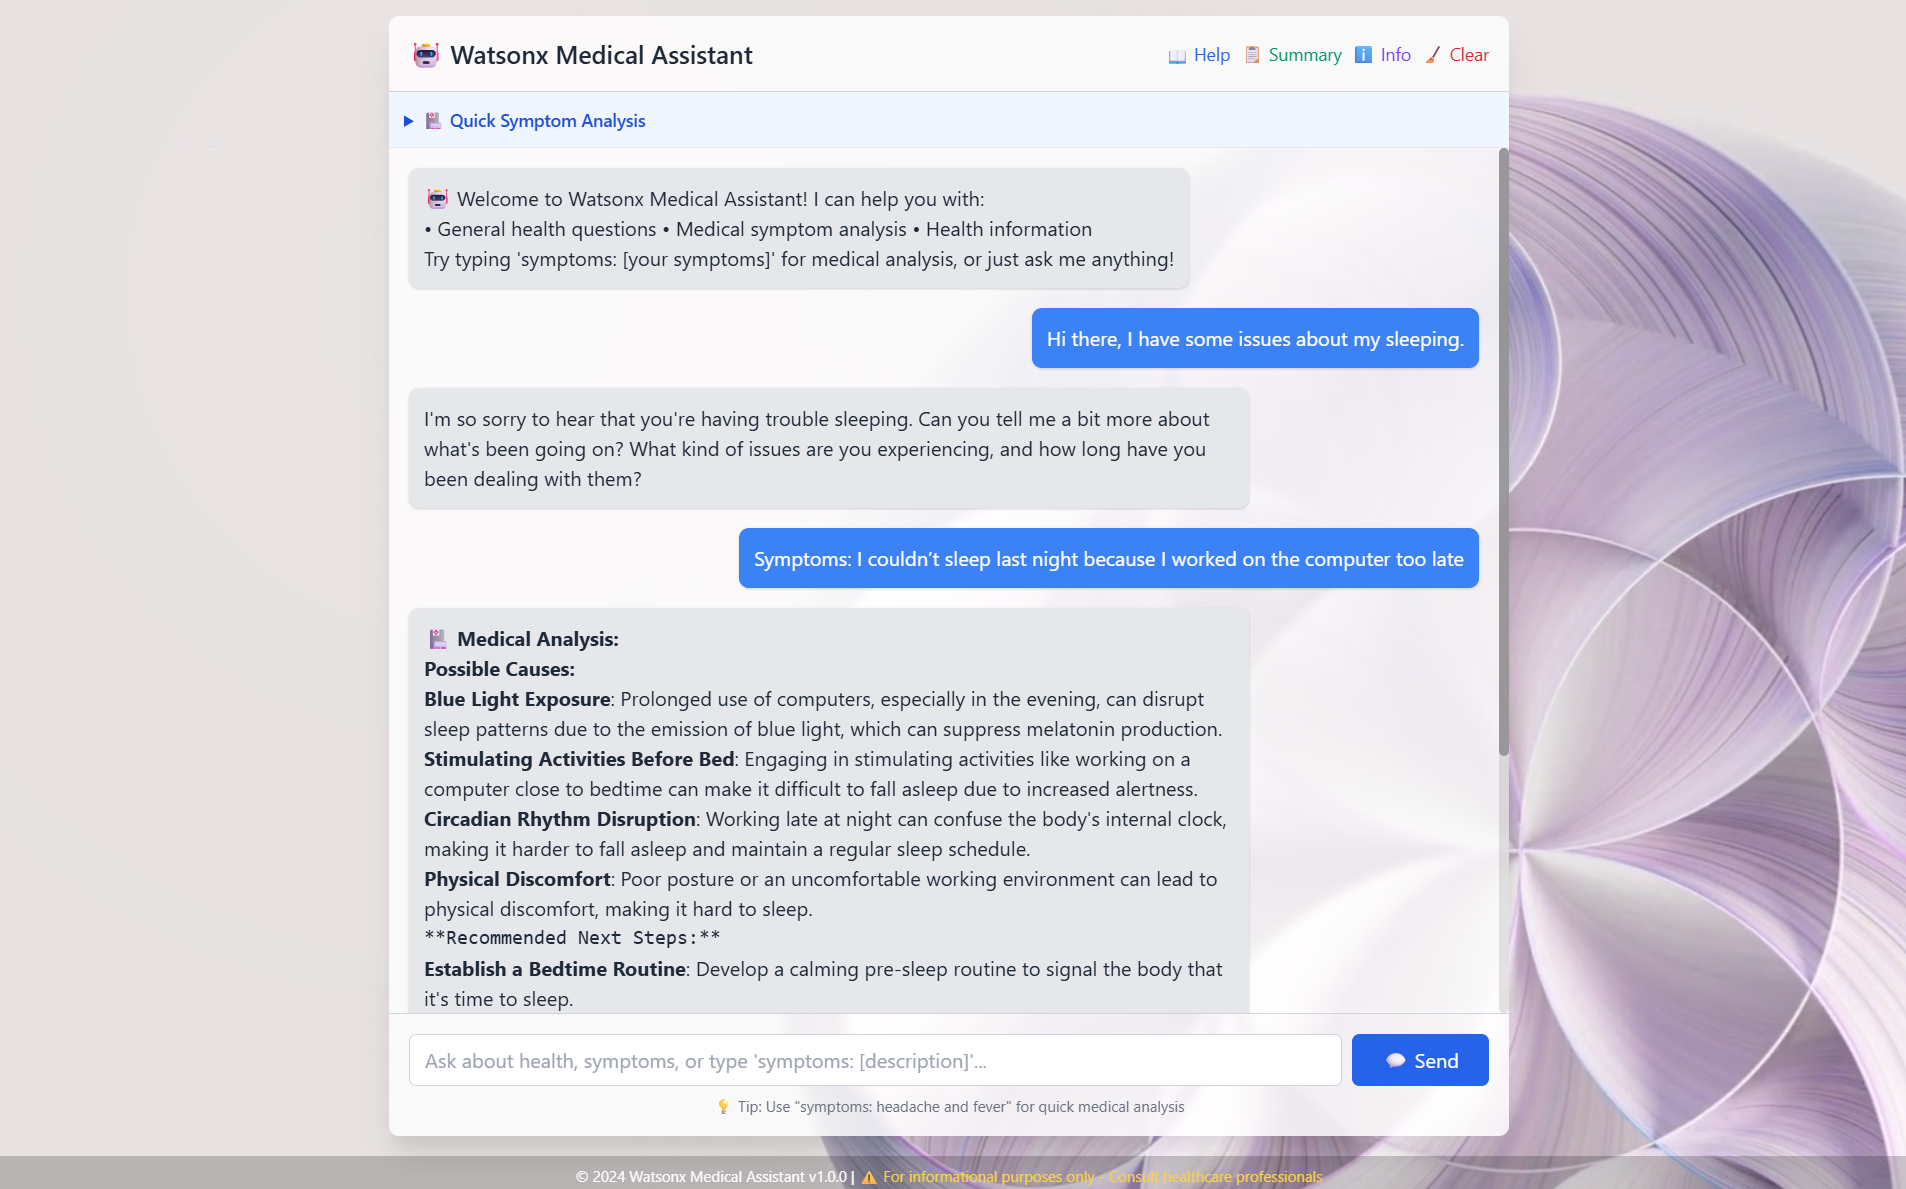 Watsonx Medical Assistant
Help Summary Info Clear
Quick Symptom Analysis
Welcome to Watsonx Medical Assistant! I can help you with:
• General health questions • Medical symptom analysis • Health information
Try typing 'symptoms: [your symptoms]' for medical analysis, or just ask me anything!
Hi there, I have some issues about my sleeping.
I'm so sorry to hear that you're having trouble sleeping. Can you tell me a bit more about
what's been going on? What kind of issues are you experiencing, and how long have you
been dealing with them?
Symptoms: I couldn’t sleep last night because I worked on the computer too late
Medical Analysis:
Possible Causes:
Blue Light Exposure: Prolonged use of computers, especially in the evening, can disrupt
sleep patterns due to the emission of blue light, which can suppress melatonin production.
Stimulating Activities Before Bed: Engaging in stimulating activities like working on a
computer close to bedtime can make it difficult to fall asleep due to increased alertness.
Circadian Rhythm Disruption: Working late at night can confuse the body's internal clock,
making it harder to fall asleep and maintain a regular sleep schedule.
Physical Discomfort: Poor posture or an uncomfortable working environment can lead to
physical discomfort, making it hard to sleep.
**Recommended Next Steps:**
Establish a Bedtime Routine: Develop a calming pre-sleep routine to signal the body that
it's time to sleep.
Ask about health, symptoms, or type 'symptoms: [description]'...
Send
Tip: Use "symptoms: headache and fever" for quick medical analysis
© 2024 Watsonx Medical Assistant v1.0.0 | For informational purposes only - Consult healthcare professionals